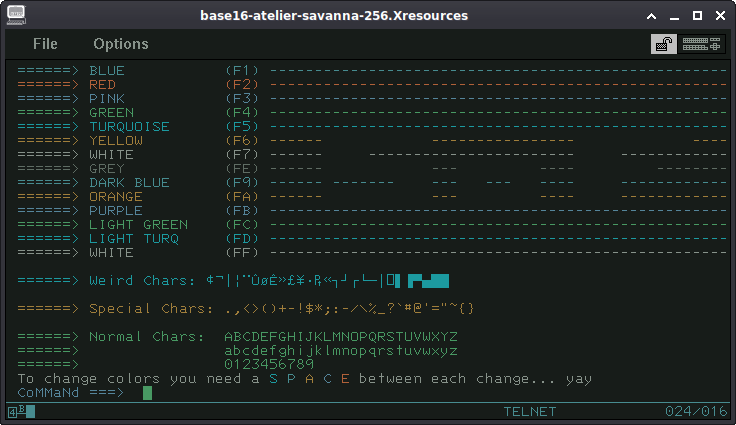 base16-atelier-savanna-256.Xresources
File Options
======> BLUE (F1) ---------------------------------------------------
======> RED (F2) ---------------------------------------------------
======> PINK (F3) ---------------------------------------------------
======> GREEN (F4) ---------------------------------------------------
======> TURQUOISE (F5) ---------------------------------------------------
======> YELLOW (F6) ------            ----------------             ----
======> WHITE (F7) ------     ----------------------     ------------
======> GREY (FE) ------            ---      ----     ---------
======> DARK BLUE (F9) ------ -------   ---   ---  ----     ------------
======> ORANGE (FA) ------     -------   ----------     ------------
======> PURPLE (FB) ---------------------------------------------------
======> LIGHT GREEN (FC) ---------------------------------------------------
======> LIGHT TURQ (FD) ---------------------------------------------------
======> WHITE (FF) ---------------------------------------------------
======> Weird Chars: ¢¬|¦¨ÛøÊ»£¥·₧«┐┘┌└─│
======> Special Chars: .,<>()+-!$*;:-/\%_?`#@'="~{}
======> Normal Chars: ABCDEFGHIJKLMNOPQRSTUVWXYZ
======> abcdefghijklmnopqrstuvwxyz
======> 0123456789
To change colors you need a S P A C E between each change... yay
CoMMaNd ===>
4 B TELNET 024/016